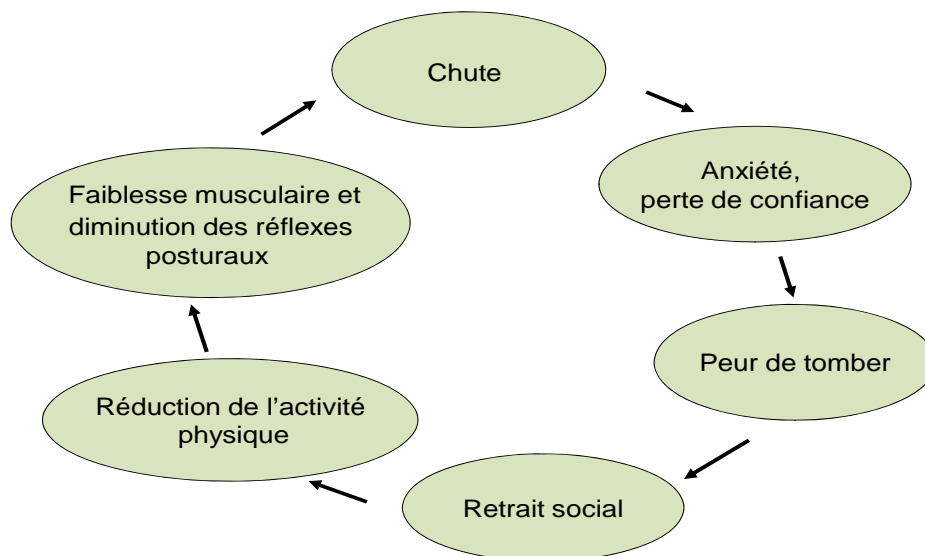 Chute
Anxiété,
perte de confiance
Peur de tomber
Retrait social
Réduction de l’activité
physique
Faiblesse musculaire et
diminution des réflexes
posturaux